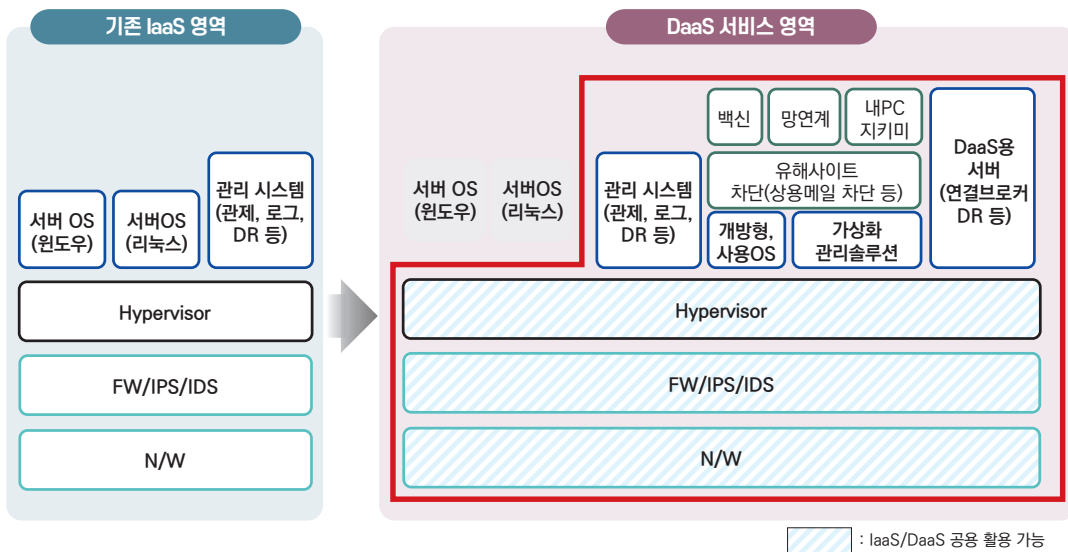 기존 IaaS 영역
서버 OS
(윈도우)
서버OS
(리눅스)
관리 시스템
(관제, 로그,
DR 등)
Hypervisor
FW/IPS/IDS
N/W
DaaS 서비스 영역
서버 OS
(윈도우)
서버OS
(리눅스)
관리 시스템
(관제, 로그,
DR 등)
백신
망연계
내PC
지키미
유해사이트
차단(상용메일 차단 등)
개방형,
사용OS
가상화
관리솔루션
DaaS용
서버
(연결브로커
DR 등)
Hypervisor
FW/IPS/IDS
N/W
: IaaS/DaaS 공용 활용 가능